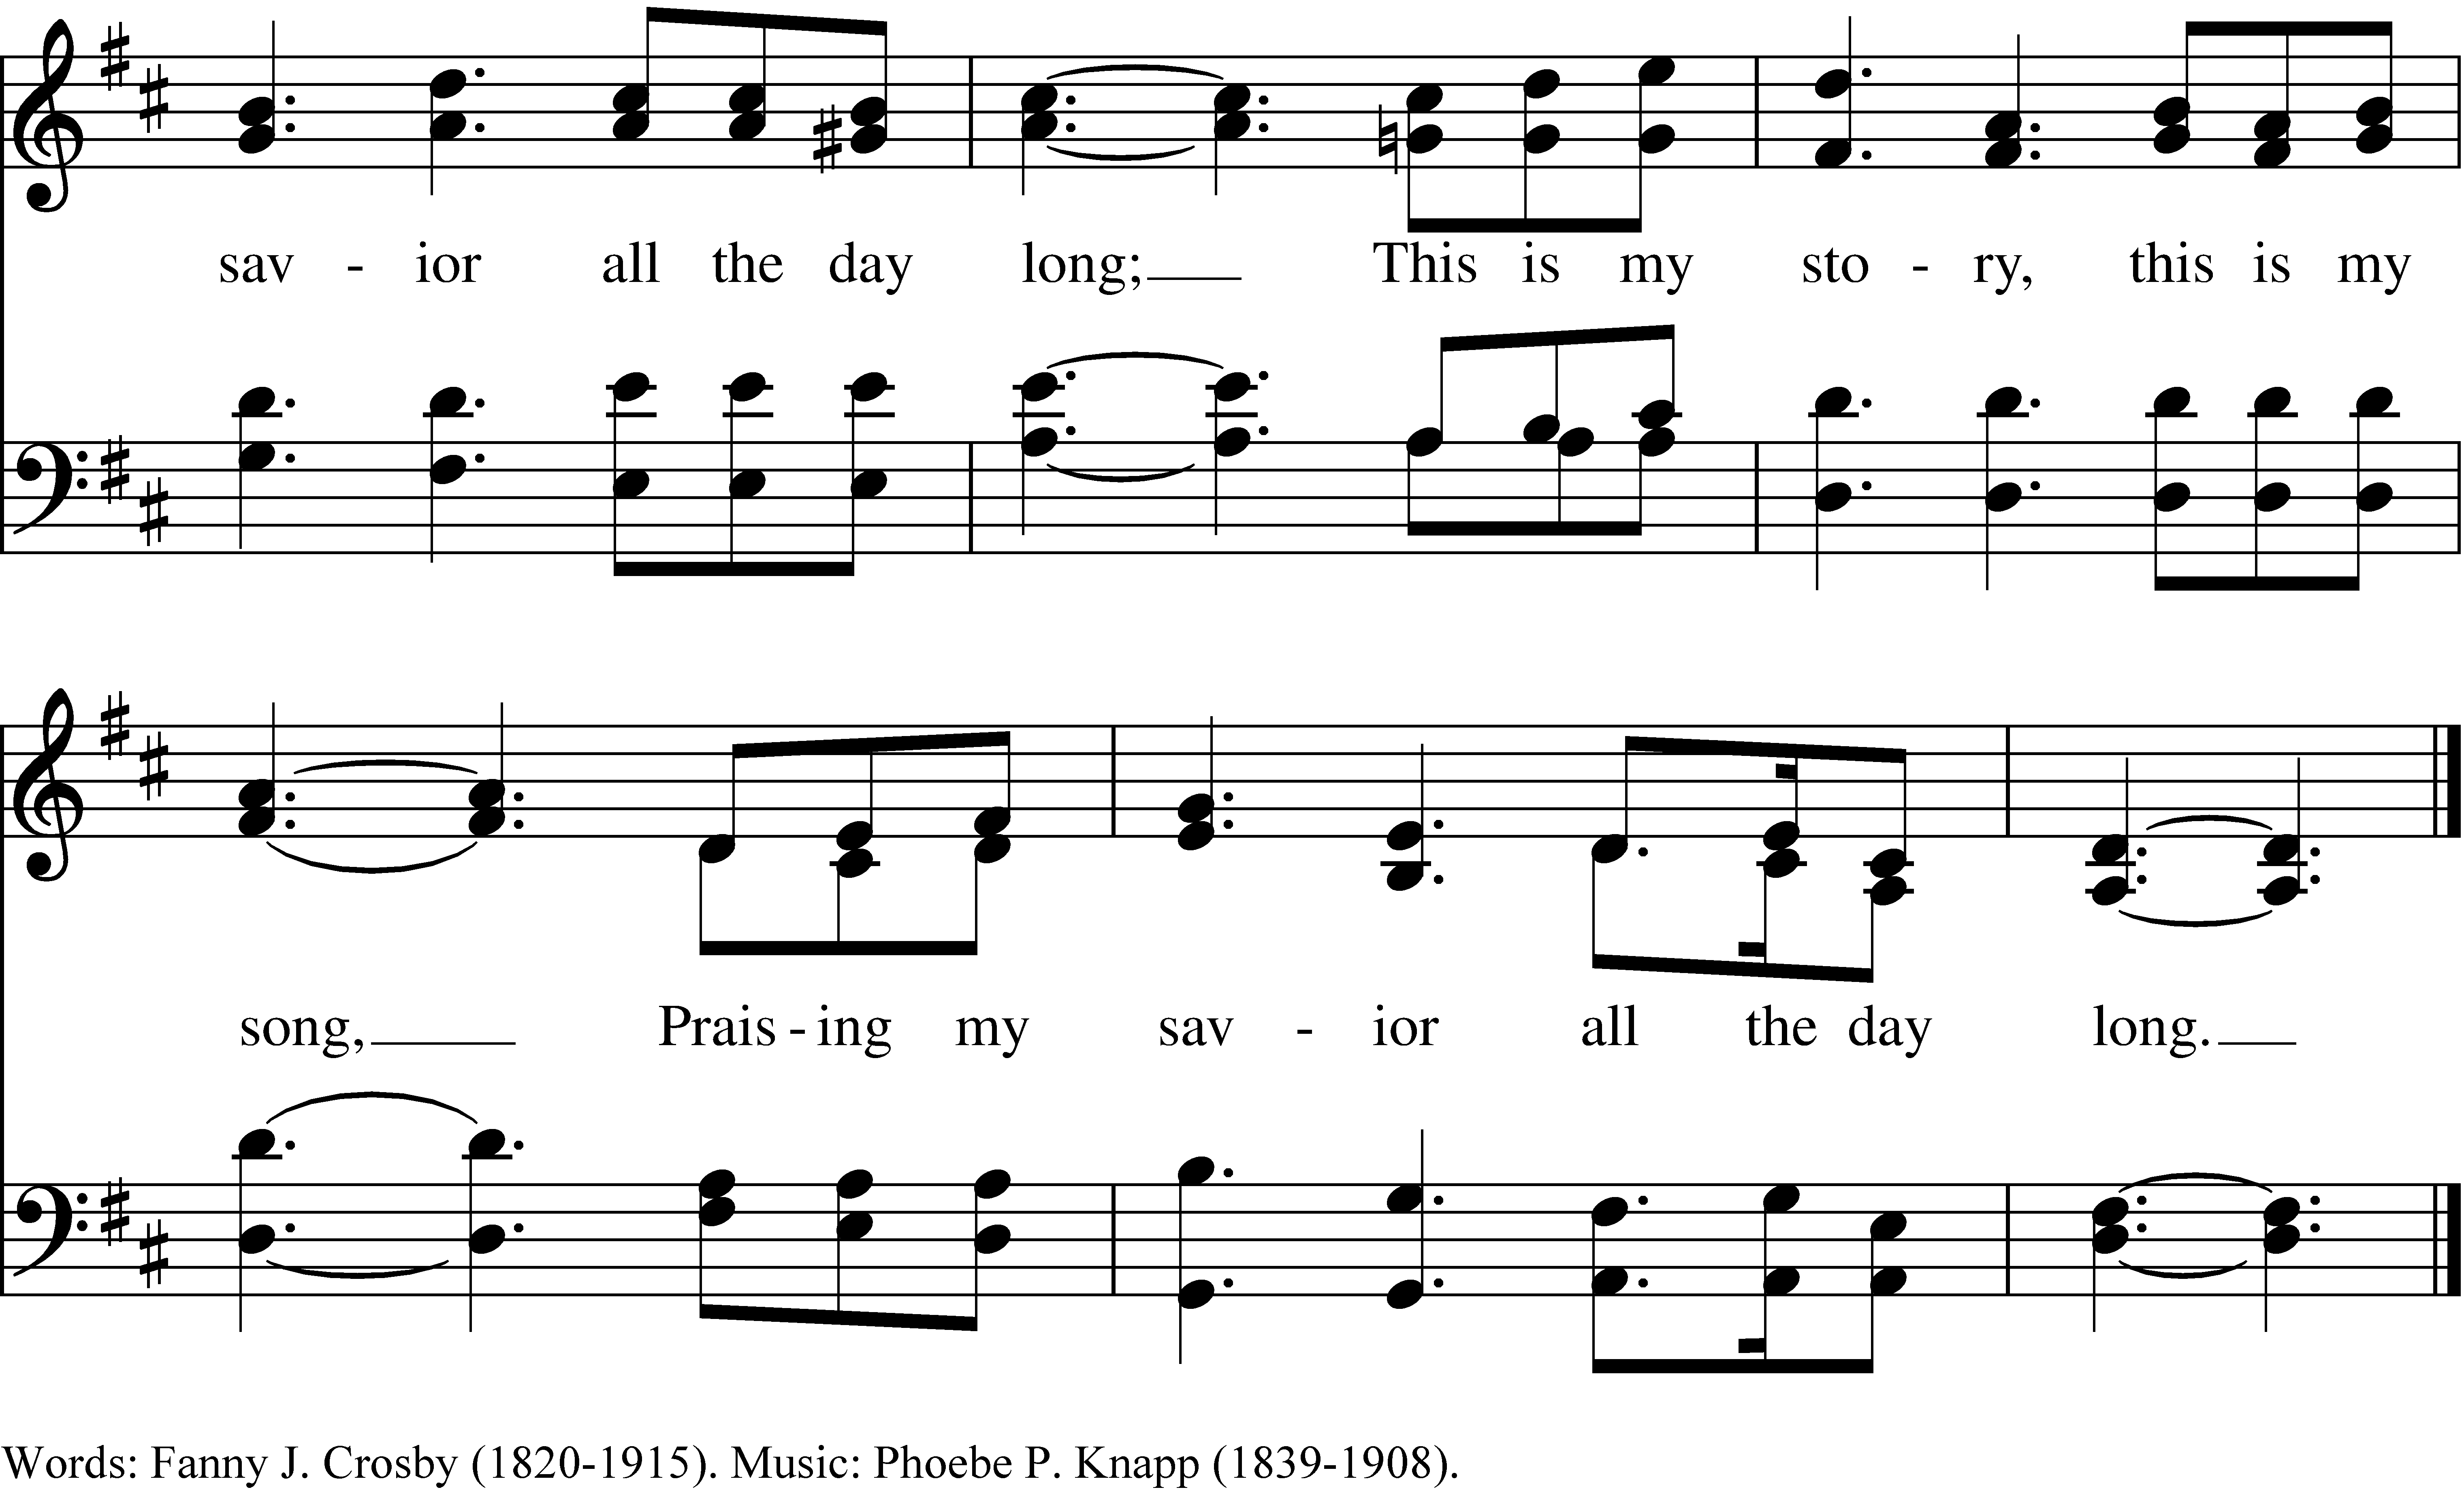 sav - ior all the day long; This is my sto - ry, this is my
song, Prais - ing my sav - ior all the day long.
Words: Fanny J. Crosby (1820-1915). Music: Phoebe P. Knapp (1839-1908).